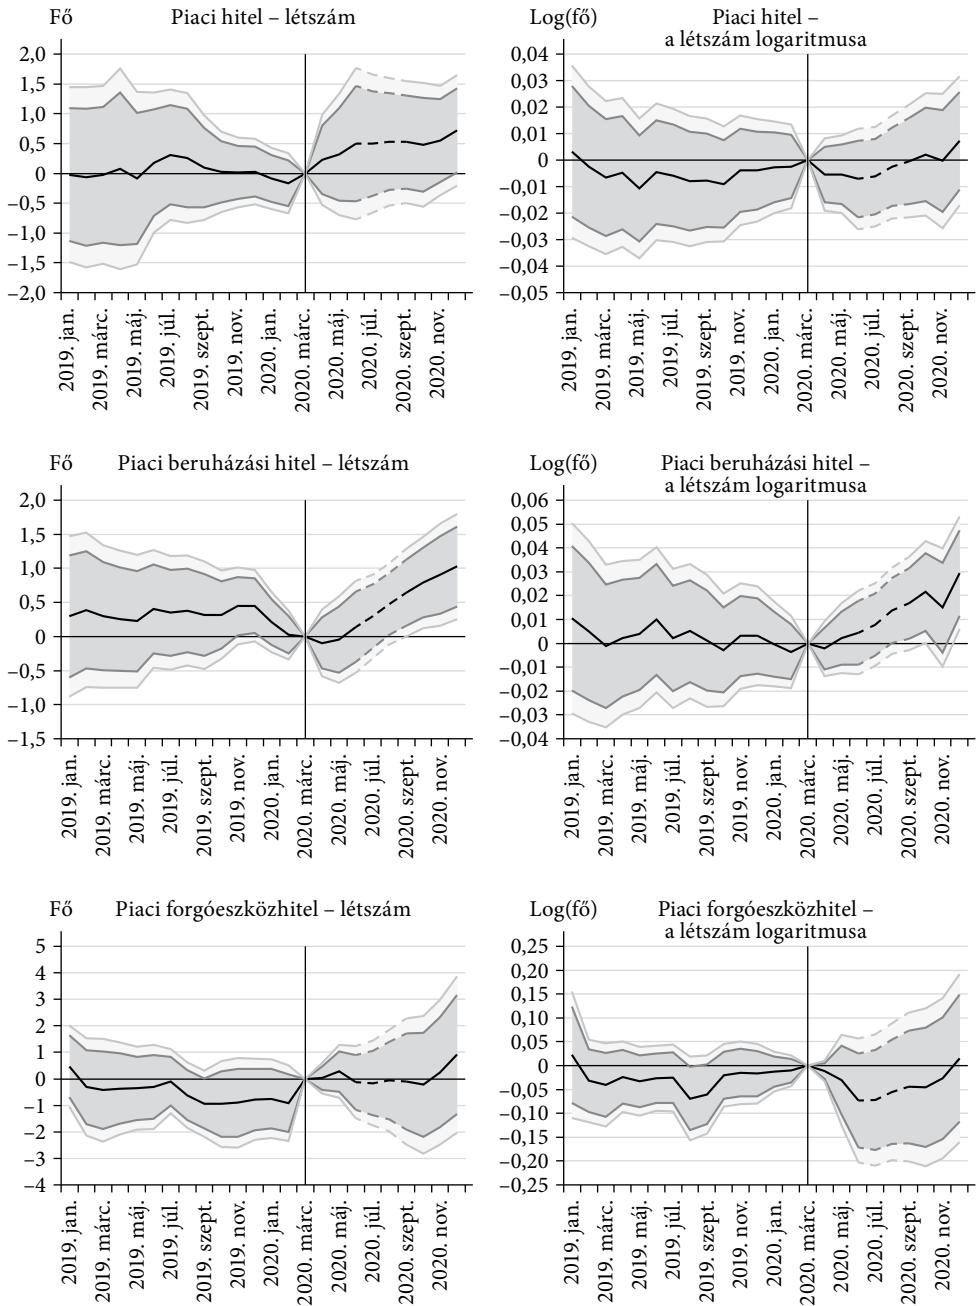 Fő
Piaci hitel – létszám
2,0
1,5
1,0
0,5
0
–0,5
–1,0
–1,5
–2,0
2019. jan.
2019. márc.
2019. máj.
2019. júl.
2019. szept.
2019. nov.
2020. jan.
2020. márc.
2020. máj.
2020. júl.
2020. szept.
2020. nov.
Log(fő)
Piaci hitel –
a létszám logaritmusa
0,04
0,03
0,02
0,01
0
–0,01
–0,02
–0,03
–0,04
–0,05
2019. jan.
2019. márc.
2019. máj.
2019. júl.
2019. szept.
2019. nov.
2020. jan.
2020. márc.
2020. máj.
2020. júl.
2020. szept.
2020. nov.
Fő
Piaci beruházási hitel – létszám
2,0
1,5
1,0
0,5
0
–0,5
–1,0
–1,5
2019. jan.
2019. márc.
2019. máj.
2019. júl.
2019. szept.
2019. nov.
2020. jan.
2020. márc.
2020. máj.
2020. júl.
2020. szept.
2020. nov.
Log(fő)
Piaci beruházási hitel –
a létszám logaritmusa
0,06
0,05
0,04
0,03
0,02
0,01
0
–0,01
–0,02
–0,03
–0,04
2019. jan.
2019. márc.
2019. máj.
2019. júl.
2019. szept.
2019. nov.
2020. jan.
2020. márc.
2020. máj.
2020. júl.
2020. szept.
2020. nov.
Fő
Piaci forgóeszközhitel – létszám
5
4
3
2
1
0
–1
–2
–3
–4
2019. jan.
2019. márc.
2019. máj.
2019. júl.
2019. szept.
2019. nov.
2020. jan.
2020. márc.
2020. máj.
2020. júl.
2020. szept.
2020. nov.
Log(fő)
Piaci forgóeszközhitel –
a létszám logaritmusa
0,25
0,20
0,15
0,10
0,05
0
–0,05
–0,10
–0,15
–0,20
–0,25
2019. jan.
2019. márc.
2019. máj.
2019. júl.
2019. szept.
2019. nov.
2020. jan.
2020. márc.
2020. máj.
2020. júl.
2020. szept.
2020. nov.